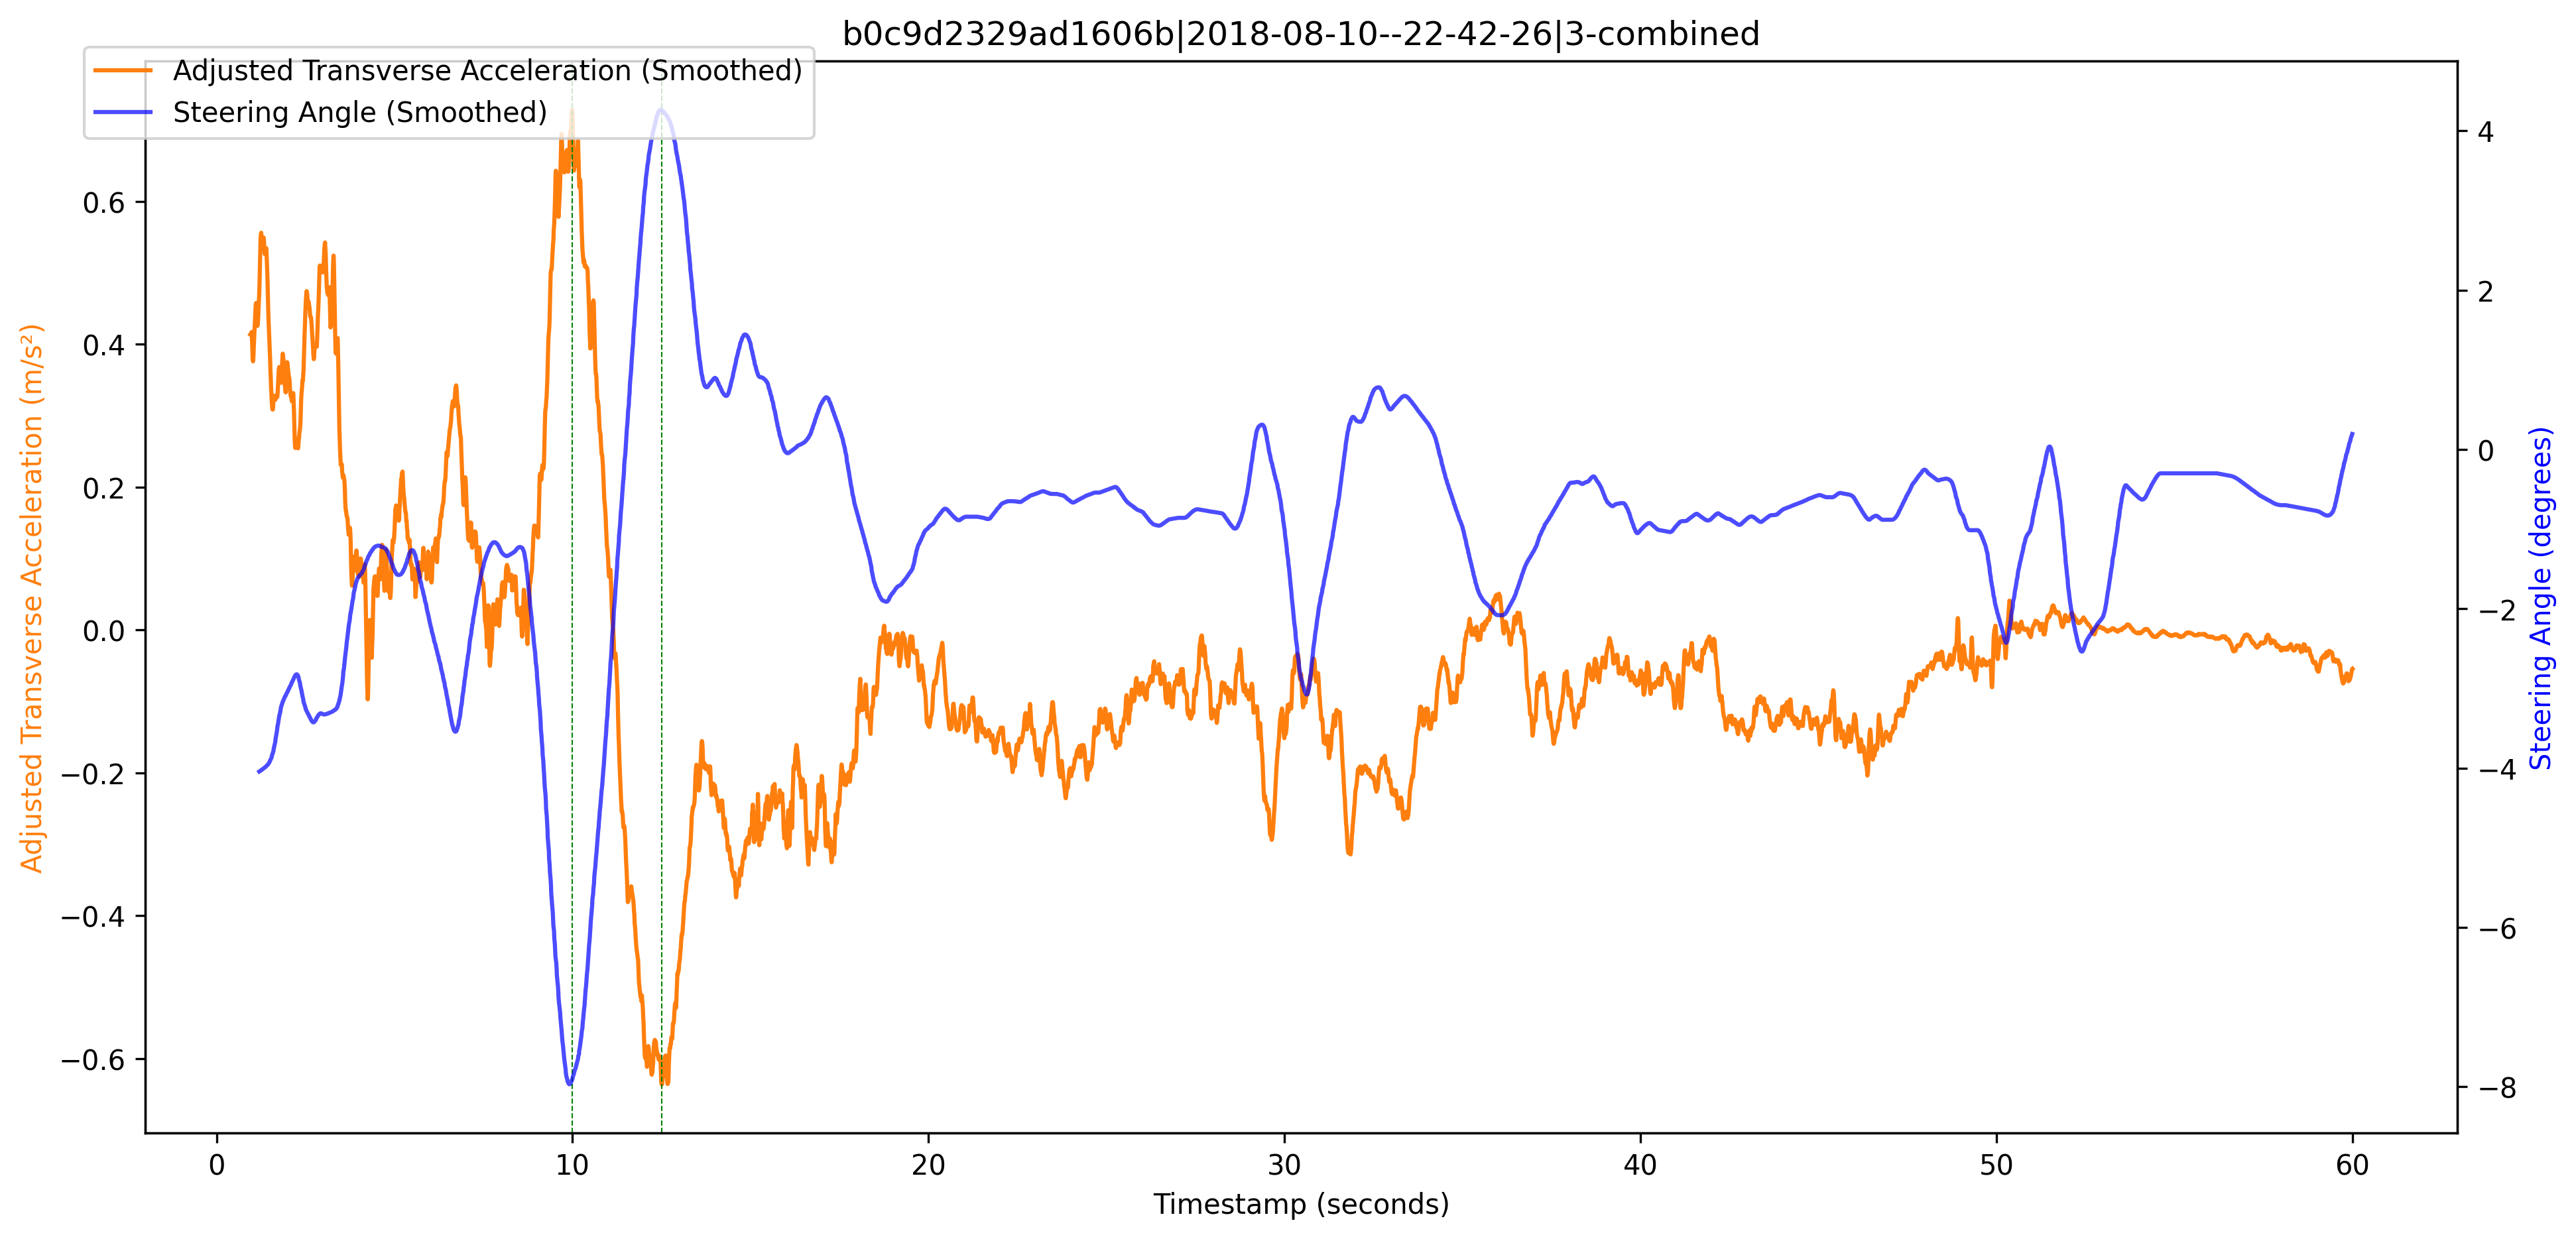 b0c9d2329ad1606b|2018-08-10--22-42-26|3-combined
Adjusted Transverse Acceleration (Smoothed)
Steering Angle (Smoothed)
Adjusted Transverse Acceleration (m/s²)
0.6
0.4
0.2
0.0
−0.2
−0.4
−0.6
4
2
0
−2
−4
−6
−8
Steering Angle (degrees)
0 10 20 30 40 50 60
Timestamp (seconds)